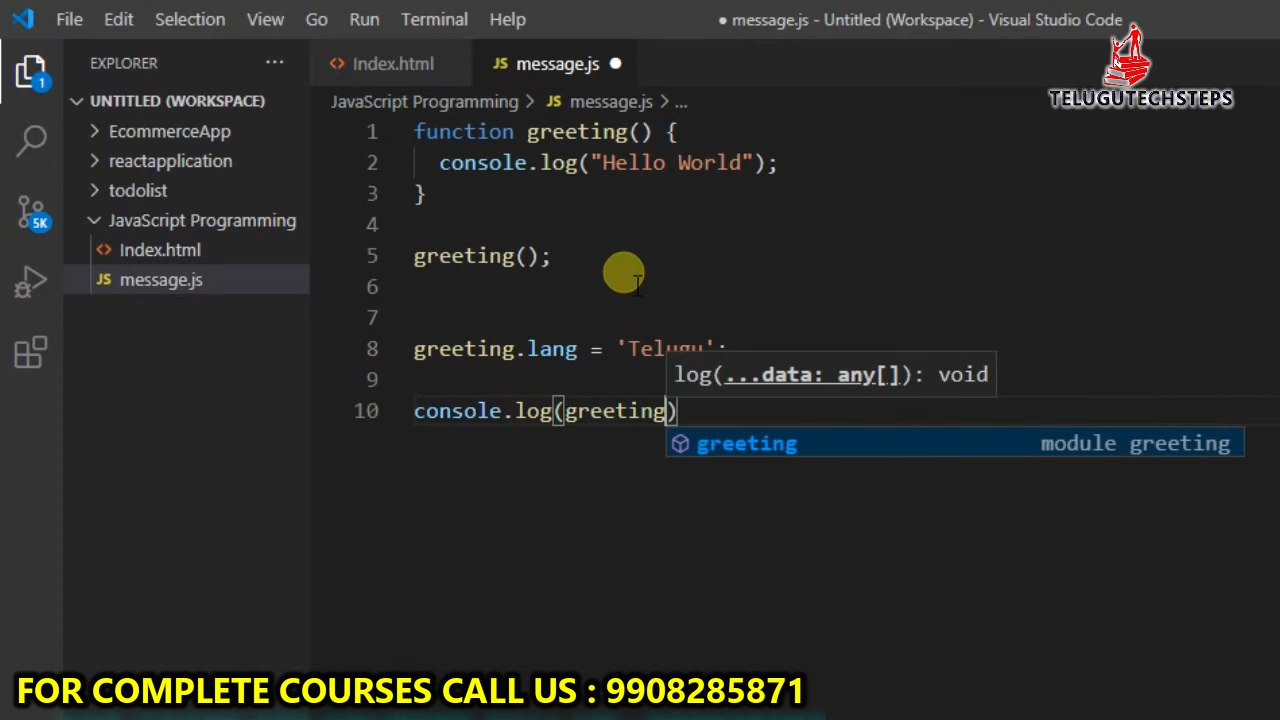 File Edit Selection View Go Run Terminal Help
● message.js - Untitled (Workspace) - Visual Studio Code
TELUGUTECHSTEPS
EXPLORER ...
Index.html
JS message.js ●
1
UNTITLED (WORKSPACE)
EcommerceApp
reactapplication
todolist
JavaScript Programming
Index.html
JS message.js
5K
JavaScript Programming > JS message.js > ...
1 function greeting() {
2 console.log("Hello World");
3 }
4
5 greeting();
6
7
8 greeting.lang = 'Telugu';
9
log(...data: any[]): void
10 console.log(greeting)
greeting module greeting
FOR COMPLETE COURSES CALL US : 9908285871